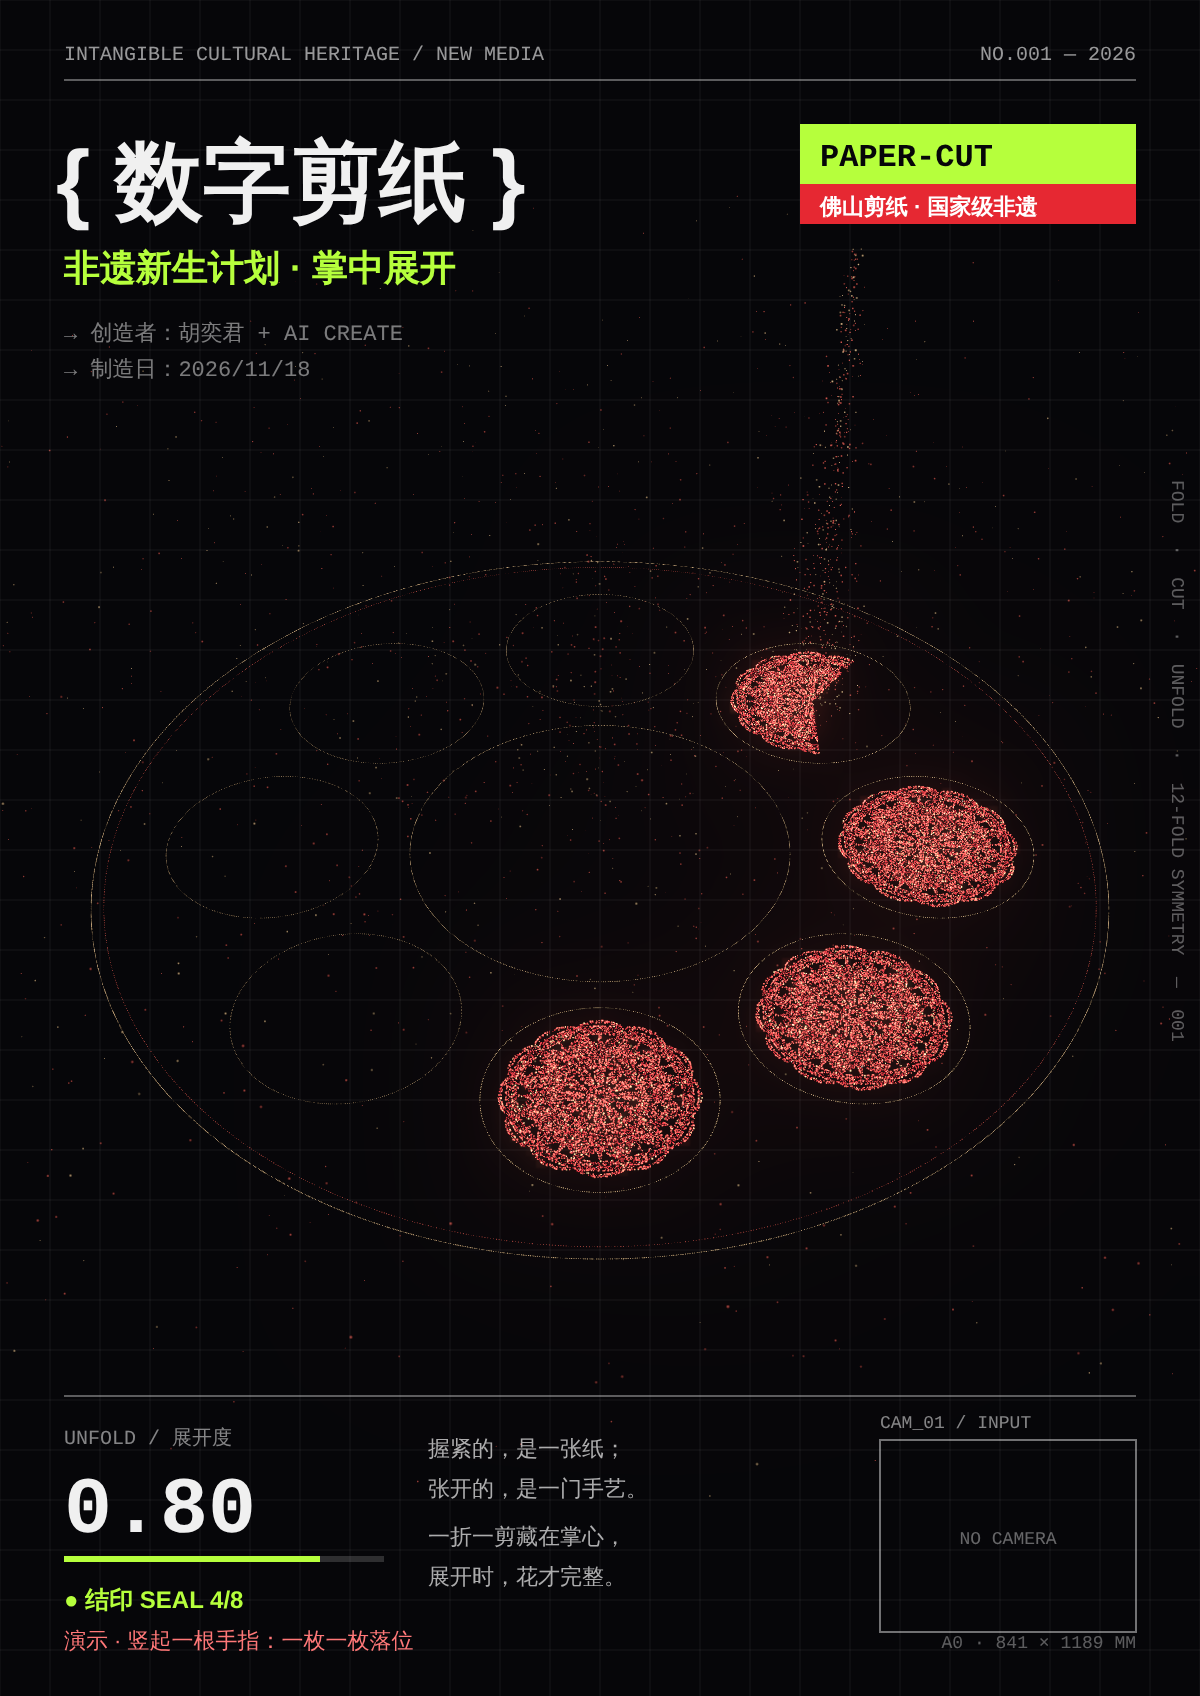 INTANGIBLE CULTURAL HERITAGE / NEW MEDIA
NO.001 — 2026
{ 数字剪纸 }
PAPER-CUT
佛山剪纸 · 国家级非遗
非遗新生计划 · 掌中展开
→ 创造者：胡奕君 + AI CREATE
→ 制造日：2026/11/18
FOLD · CUT · UNFOLD · 12-FOLD SYMMETRY — 001
UNFOLD / 展开度
0.80
● 结印 SEAL 4/8
演示 · 竖起一根手指：一枚一枚落位
握紧的，是一张纸；
张开的，是一门手艺。
一折一剪藏在掌心，
展开时，花才完整。
CAM_01 / INPUT
NO CAMERA
A0 · 841 × 1189 MM